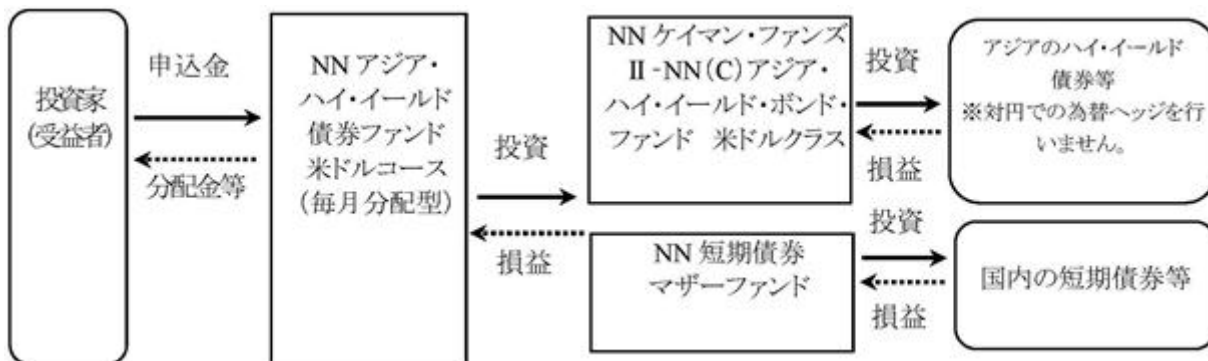 投資家
(受益者)
申込金
分配金等
NN アジア・
ハイ・イールド
債券ファンド
米ドルコース
(毎月分配型)
投資
損益
NN ケイマン・ファンズ
Ⅱ-NN(C)アジア・
ハイ・イールド・ボンド・
ファンド 米ドルクラス
投資
損益
アジアのハイ・イールド
債券等
※対円での為替ヘッジを行
いません。
NN 短期債券
マザーファンド
投資
損益
国内の短期債券等